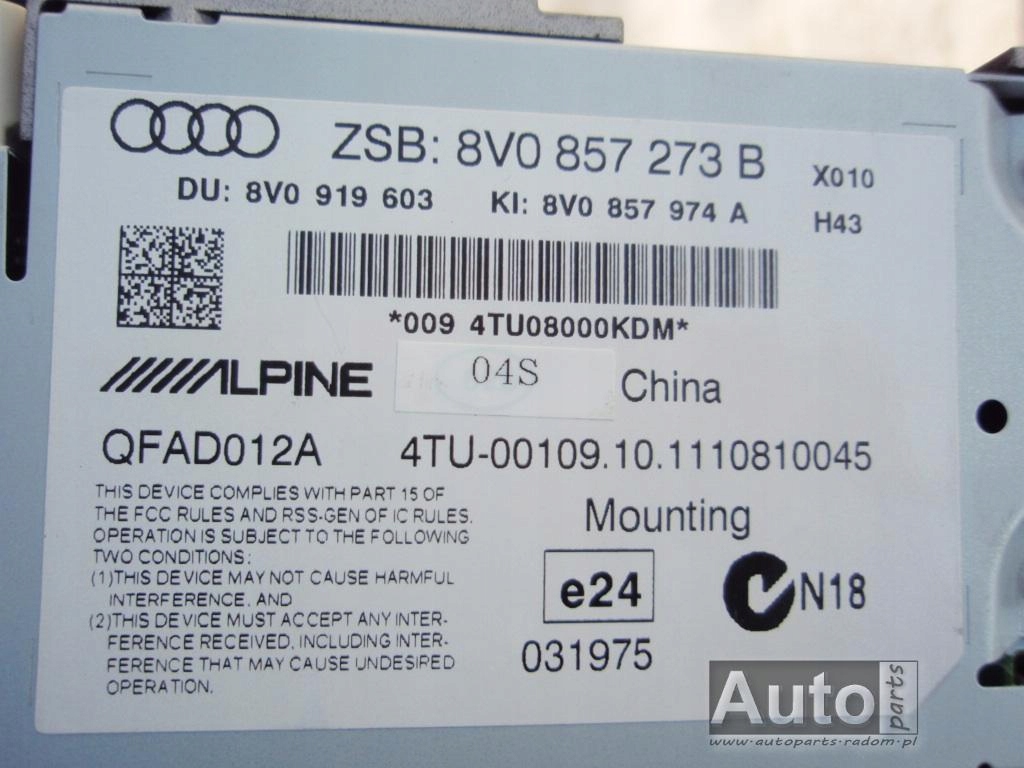 ZSB: 8V0 857 273 B
X010
DU: 8V0 919 603 KI: 8V0 857 974 A
H43
*009 4TU08000KDM*
ALPINE
04S
China
QFAD012A 4TU-00109.10.1110810045
THIS DEVICE COMPLIES WITH PART 15 OF
THE FCC RULES AND RSS-GEN OF IC RULES.
OPERATION IS SUBJECT TO THE FOLLOWING
TWO CONDITIONS:
(1)THIS DEVICE MAY NOT CAUSE HARMFUL
INTERFERENCE, AND
(2)THIS DEVICE MUST ACCEPT ANY INTER-
FERENCE RECEIVED, INCLUDING INTER-
FERENCE THAT MAY CAUSE UNDESIRED
OPERATION.
Mounting
e24
N18
031975
Auto parts
www-autoparts-radom-pl